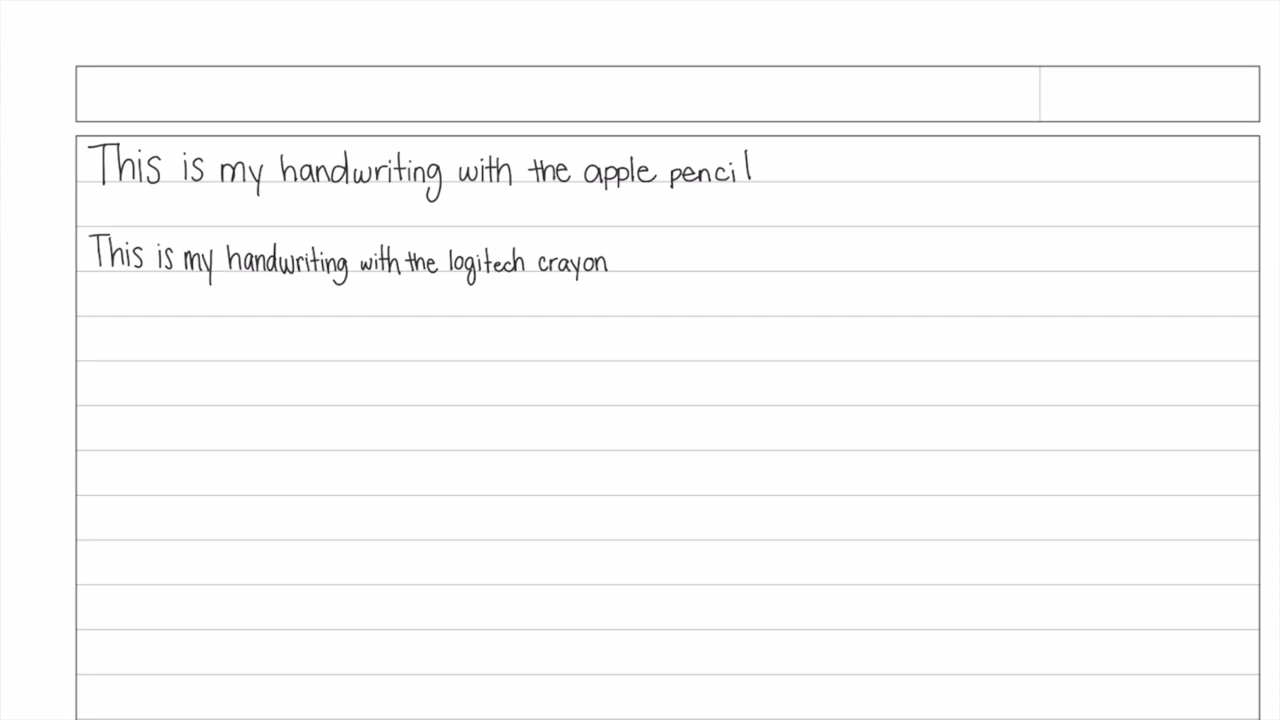 This is my handwriting with the apple pencil
This is my handwriting with the logitech crayon